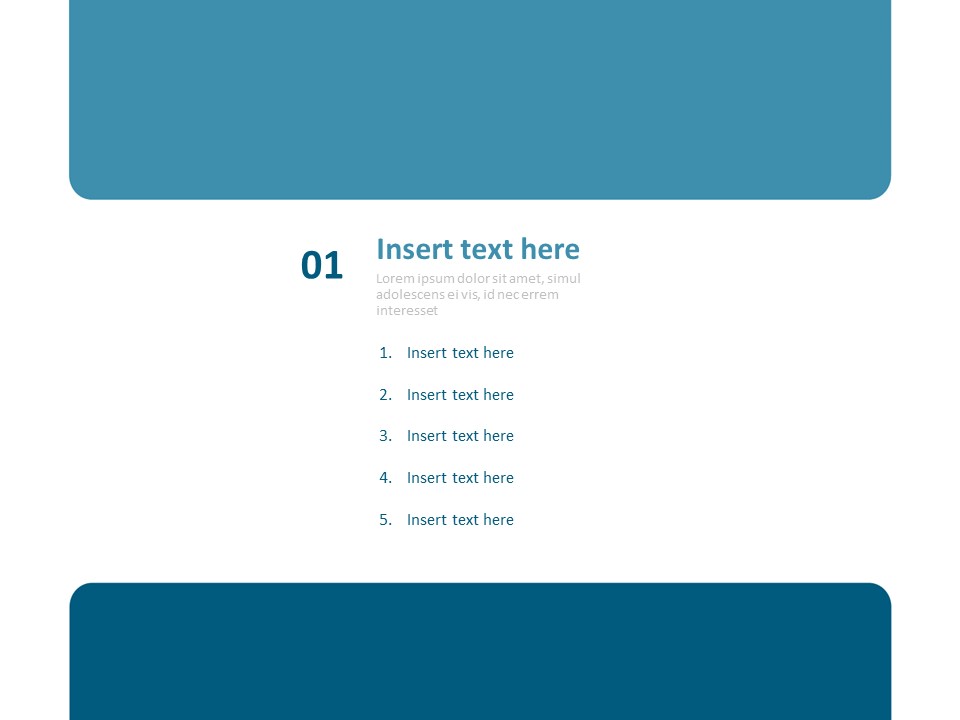 01
Insert text here
Lorem ipsum dolor sit amet, simul
adolescens ei vis, id nec errem
interesset
1. Insert text here
2. Insert text here
3. Insert text here
4. Insert text here
5. Insert text here